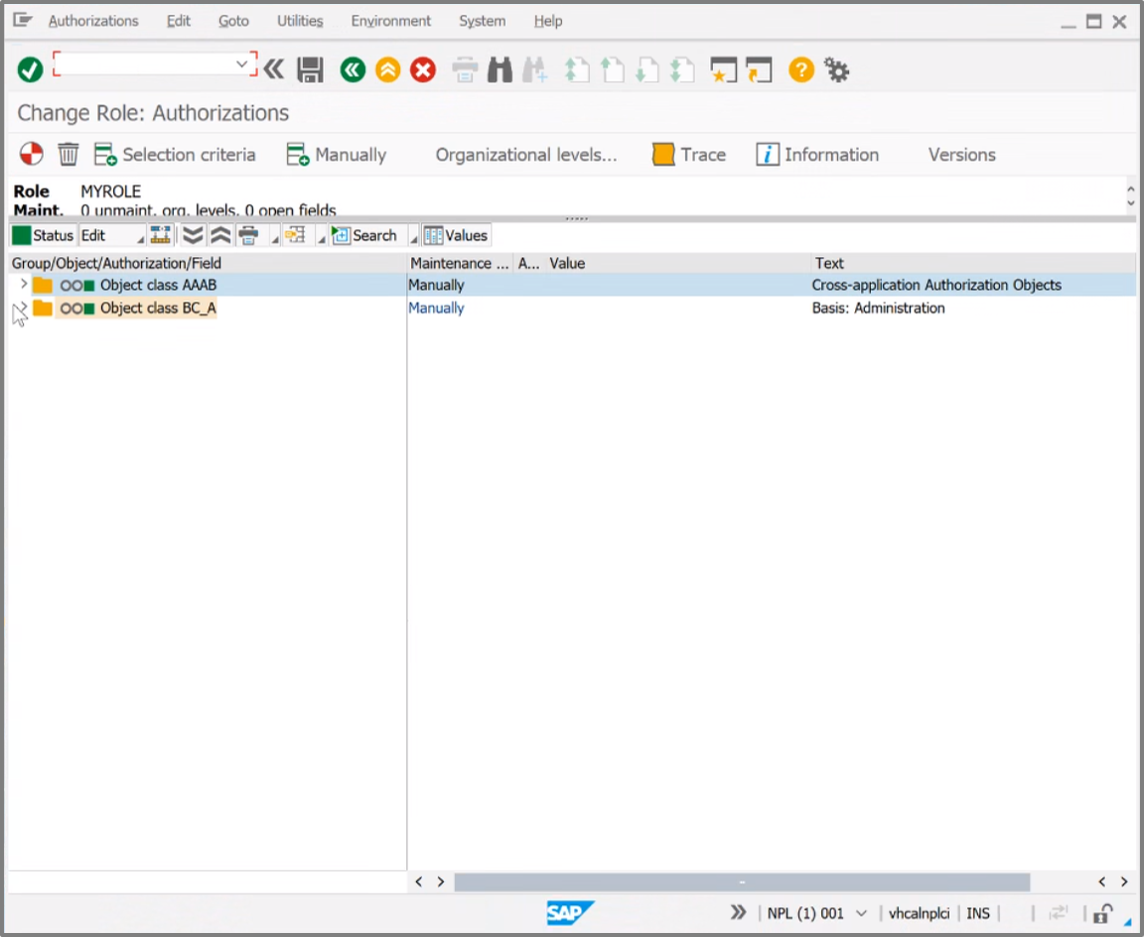 Authorizations Edit Goto Utilities Environment System Help
Change Role: Authorizations
Selection criteria Manually Organizational levels... Trace i Information Versions
Role MYROLE
Maint. 0 unmaint. org. levels, 0 open fields
Status Edit Search Values
Group/Object/Authorization/Field Maintenance ... A... Value Text
Object class AAAB Manually Cross-application Authorization Objects
Object class BC_A Manually Basis: Administration
SAP NPL (1) 001 vhcalnplci INS